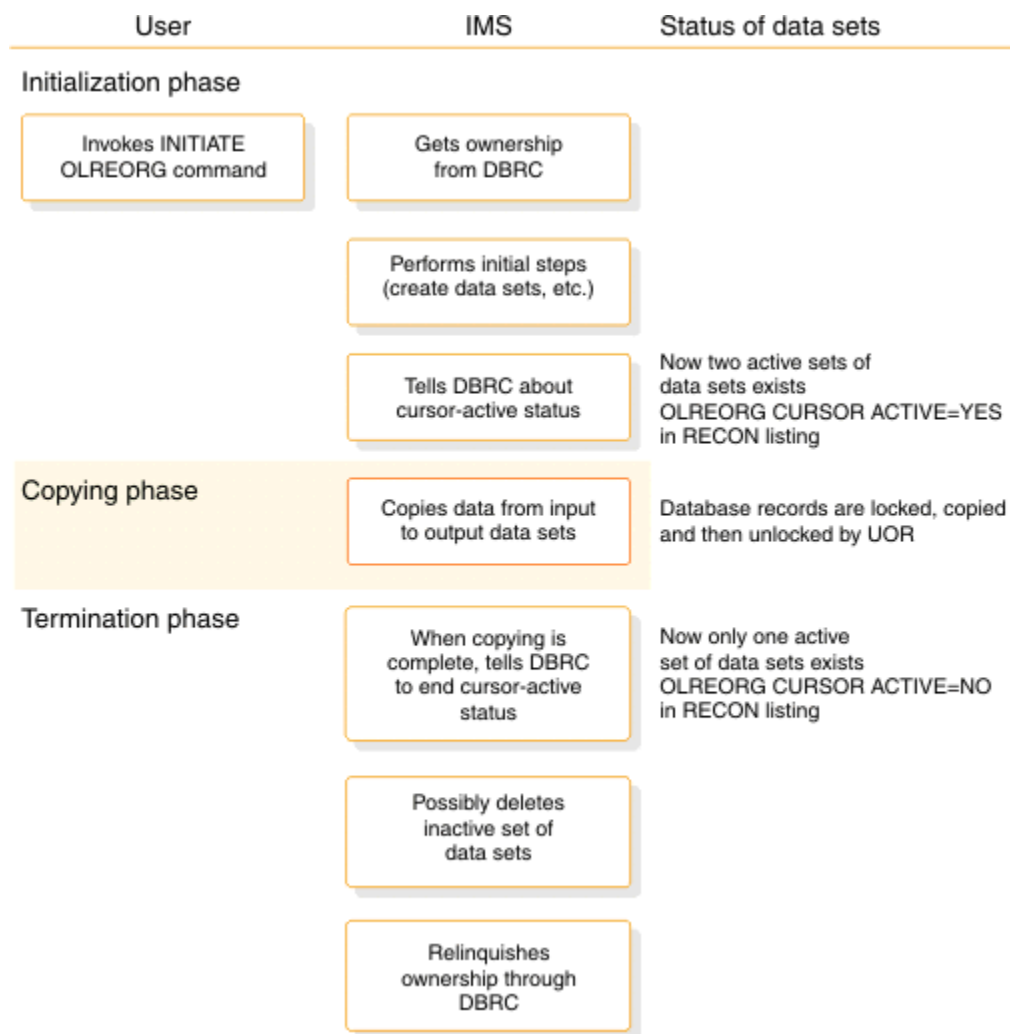 User
IMS
Status of data sets
Initialization phase
Invokes INITIATE
OLREORG command
Gets ownership
from DBRC
Performs initial steps
(create data sets, etc.)
Tells DBRC about
cursor-active status
Now two active sets of
data sets exists
OLREORG CURSOR ACTIVE=YES
in RECON listing
Copying phase
Copies data from input
to output data sets
Database records are locked, copied
and then unlocked by UOR
Termination phase
When copying is
complete, tells DBRC
to end cursor-active
status
Now only one active
set of data sets exists
OLREORG CURSOR ACTIVE=NO
in RECON listing
Possibly deletes
inactive set of
data sets
Relinquishes
ownership through
DBRC